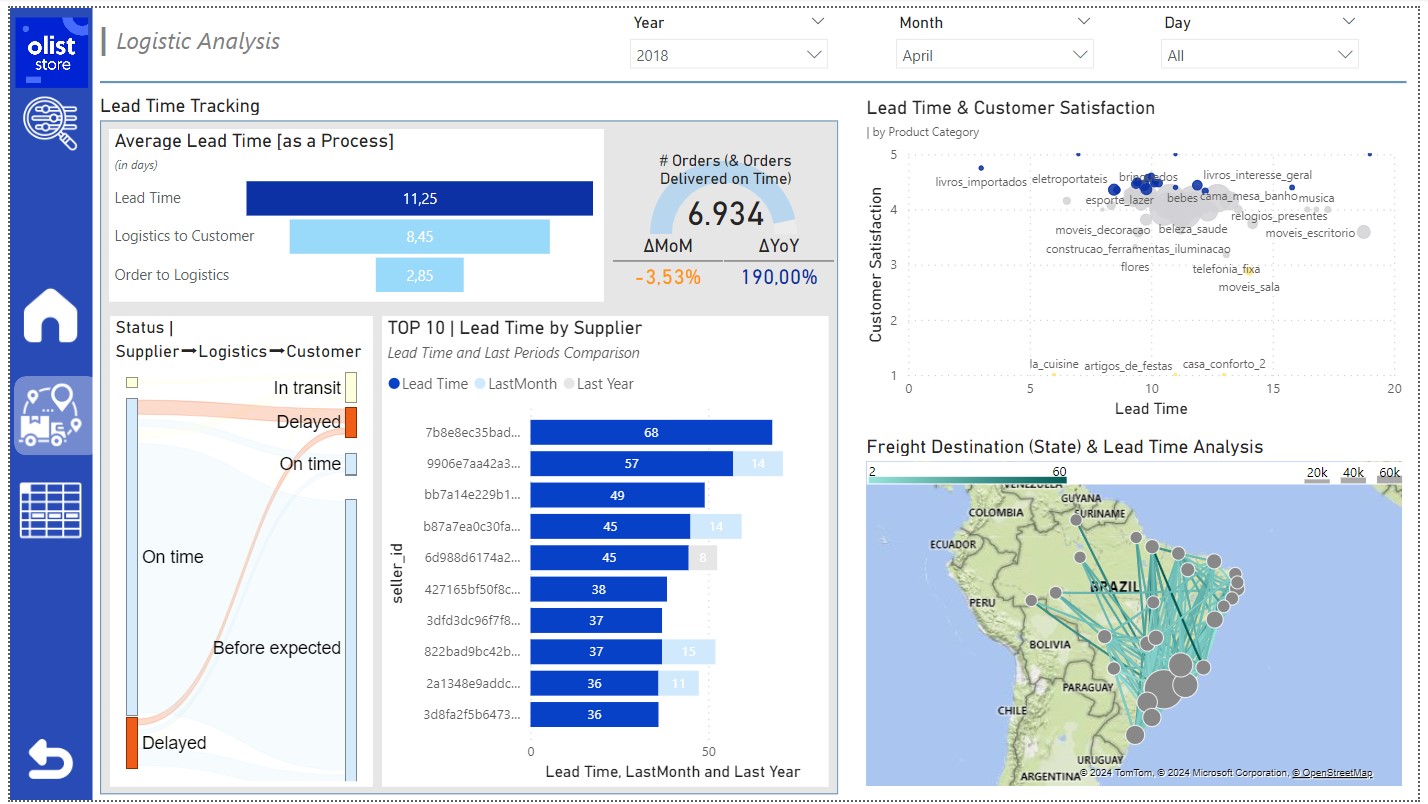 olist
store
Logistic Analysis
Year
2018
Month
April
Day
All
Lead Time Tracking
Average Lead Time [as a Process]
(in days)
Lead Time
11,25
Logistics to Customer
8,45
Order to Logistics
2,85
# Orders (& Orders
Delivered on Time)
6.934
ΔMoM
ΔYoY
-3,53%
190,00%
Status |
Supplier➞Logistics➞Customer
In transit
Delayed
On time
On time
Before expected
Delayed
TOP 10 | Lead Time by Supplier
Lead Time and Last Periods Comparison
Lead Time
LastMonth
Last Year
seller_id
7b8e8ec35bad...
68
9906e7aa42a3...
57
14
bb7a14e229b1...
49
b87a7ea0c30fa...
45
14
6d988d6174a2...
45
8
427165bf50f8c...
38
3dfd3dc96f7f8...
37
822bad9bc42b...
37
15
2a1348e9addc...
36
11
3d8fa2f5b6473...
36
0
50
Lead Time, LastMonth and Last Year
Lead Time & Customer Satisfaction
| by Product Category
Customer Satisfaction
5
4
3
2
1
livros_importados
eletroportateis
brinquedos
livros_interesse_geral
esporte_lazer
bebes
cama_mesa_banho
musica
relogios_presentes
moveis_decoracao
beleza_saude
moveis_escritorio
construcao_ferramentas_iluminacao
flores
telefonia_fixa
moveis_sala
la_cuisine
artigos_de_festas
casa_conforto_2
0
5
10
15
20
Lead Time
Freight Destination (State) & Lead Time Analysis
2
60
20k
40k
60k
VENEZUELA
GUYANA
COLOMBIA
SURINAME
ECUADOR
BRAZIL
PERU
BOLIVIA
PARAGUAY
CHILE
URUGUAY
ARGENTINA
© 2024 TomTom, © 2024 Microsoft Corporation, © OpenStreetMap